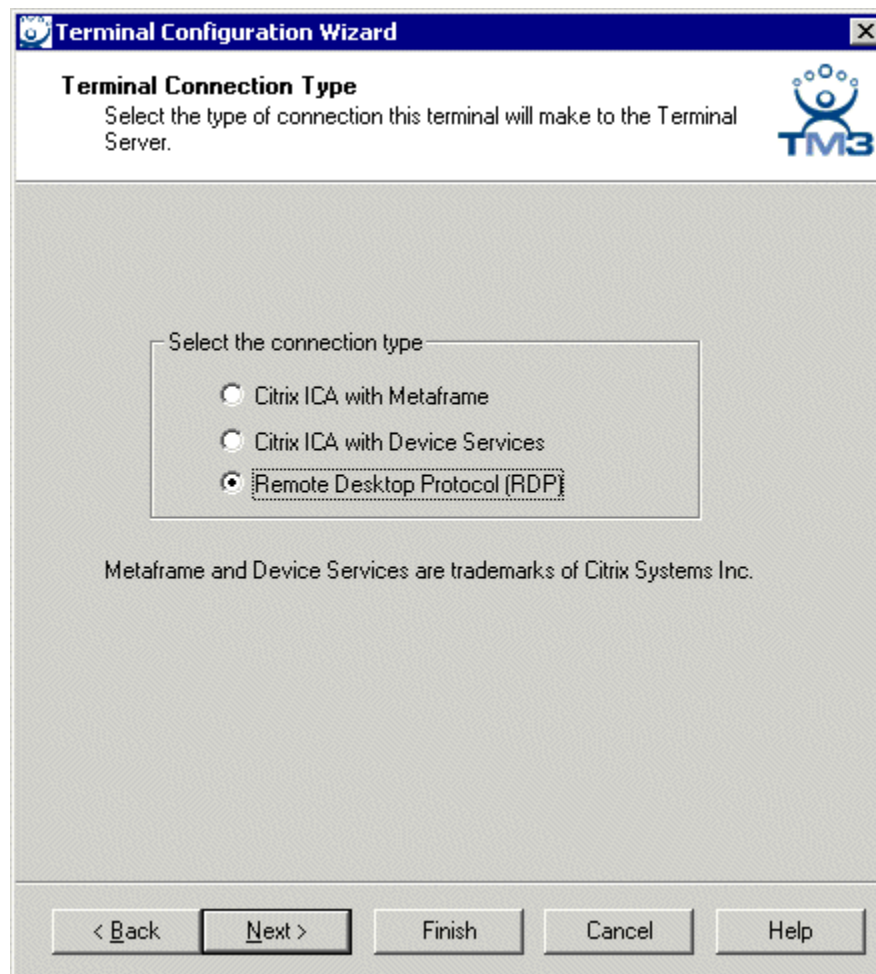 Terminal Configuration Wizard
Terminal Connection Type
Select the type of connection this terminal will make to the Terminal
Server.
TM3
Select the connection type
Citrix ICA with Metaframe
Citrix ICA with Device Services
Remote Desktop Protocol (RDP)
Metaframe and Device Services are trademarks of Citrix Systems Inc.
< Back Next > Finish Cancel Help